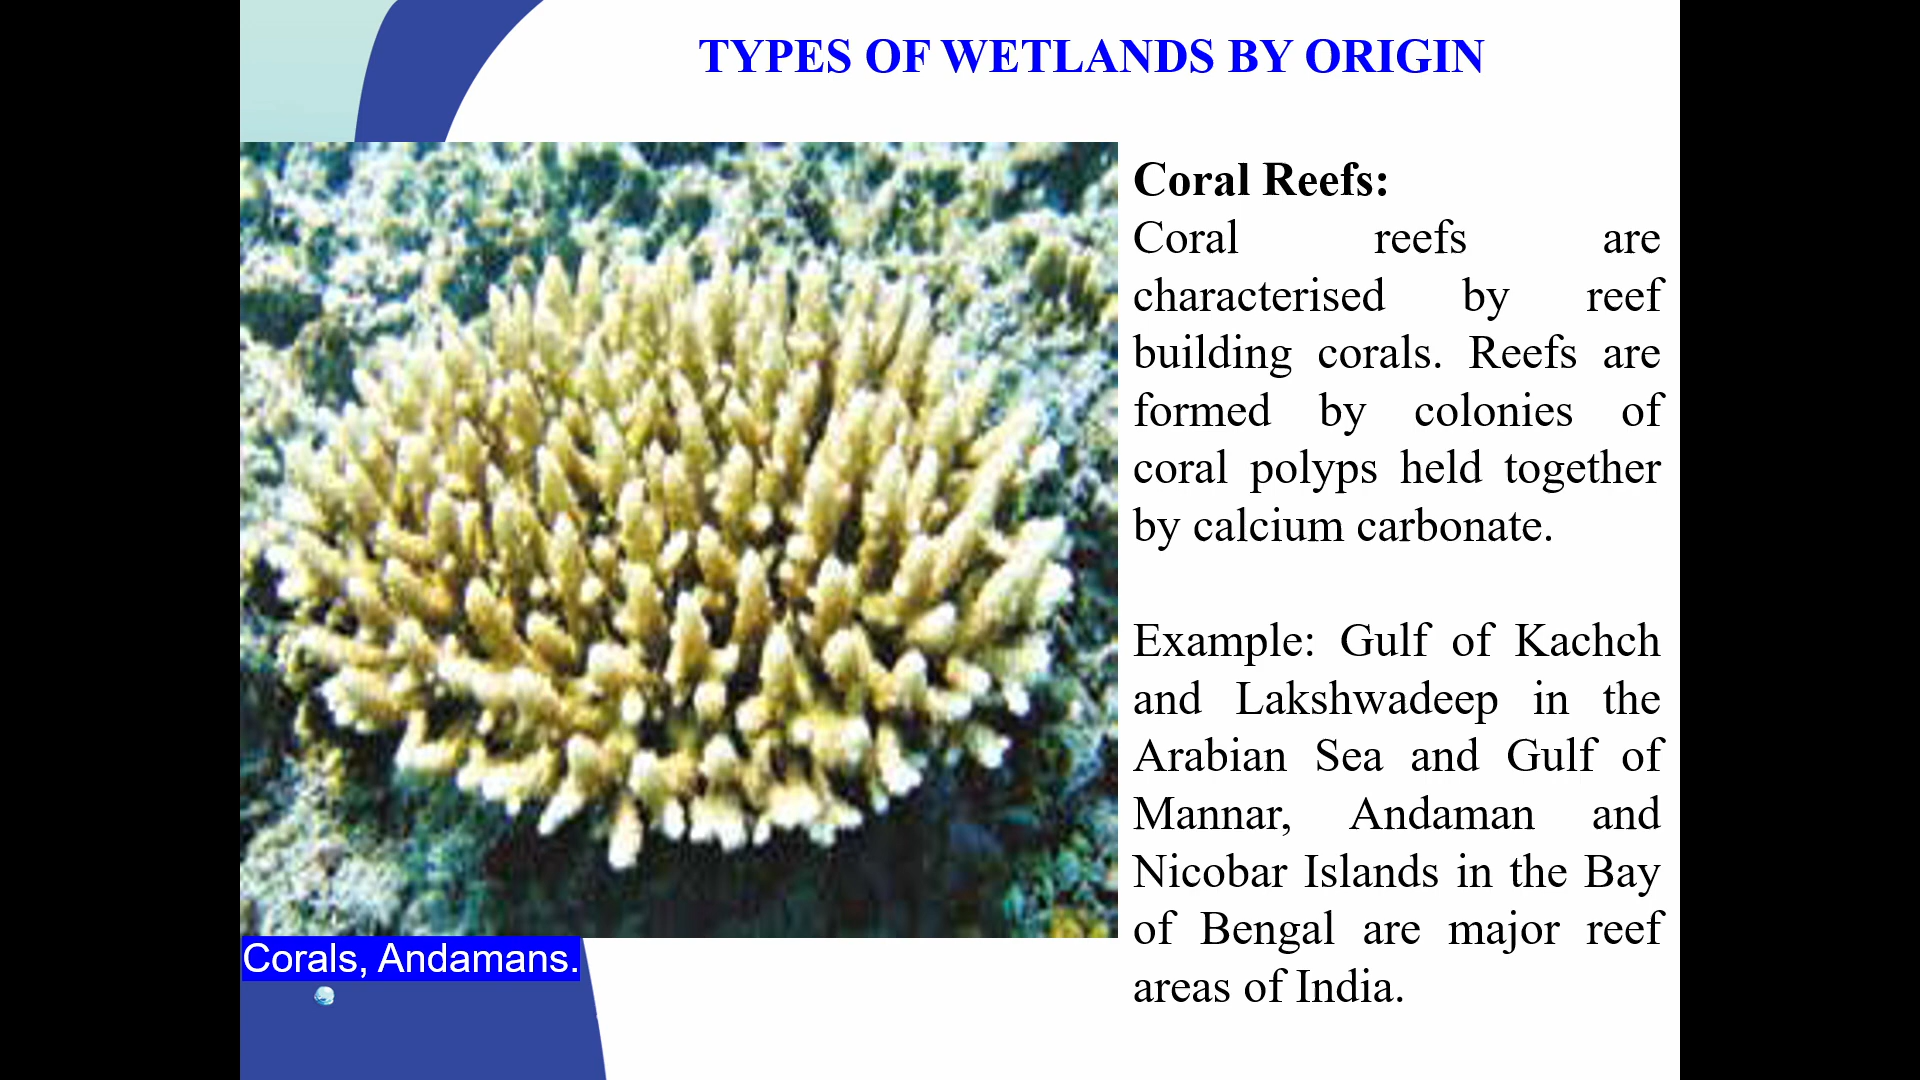 TYPES OF WETLANDS BY ORIGIN
Coral Reefs:
Coral reefs are
characterised by reef
building corals. Reefs are
formed by colonies of
coral polyps held together
by calcium carbonate.
Example: Gulf of Kachch
and Lakshwadeep in the
Arabian Sea and Gulf of
Mannar, Andaman and
Nicobar Islands in the Bay
of Bengal are major reef
areas of India.
Corals, Andamans.